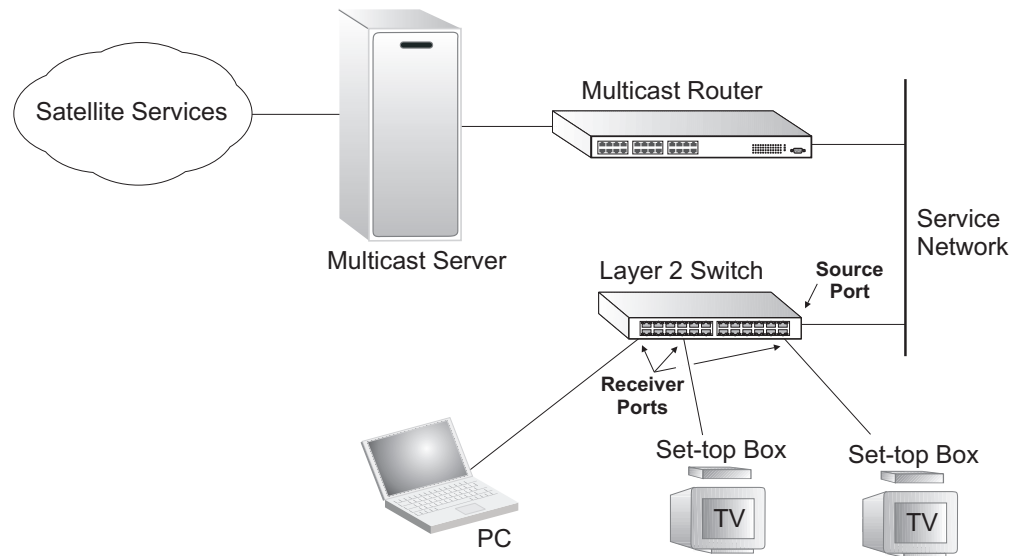 Satellite Services
Multicast Router
Multicast Server
Service
Network
Layer 2 Switch
Source
Port
Receiver
Ports
Set-top Box
Set-top Box
TV
TV
PC